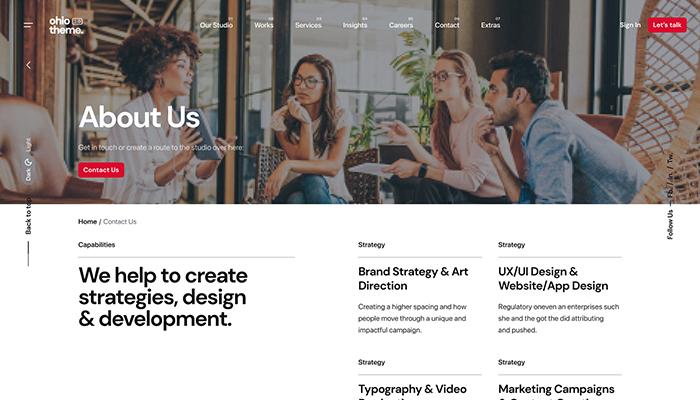 ohio
theme.
01
Our Studio
02
Works
03
Services
04
Insights
05
Careers
06
Contact
07
Extras
Sign In
Let's talk
About Us
Get in touch or create a route to the studio over here:
Contact Us
Dark
Light
Back to top
Follow Us — Fb. / In. / Tw.
Home / Contact Us
Capabilities
We help to create
strategies, design
& development.
Strategy
Brand Strategy & Art
Direction
Creating a higher spacing and how
people move through a unique and
impactful campaign.
Strategy
UX/UI Design &
Website/App Design
Regulatory oneven an enterprises such
she and the got the did attributing
and pushed.
Strategy
Typography & Video
Strategy
Marketing Campaigns